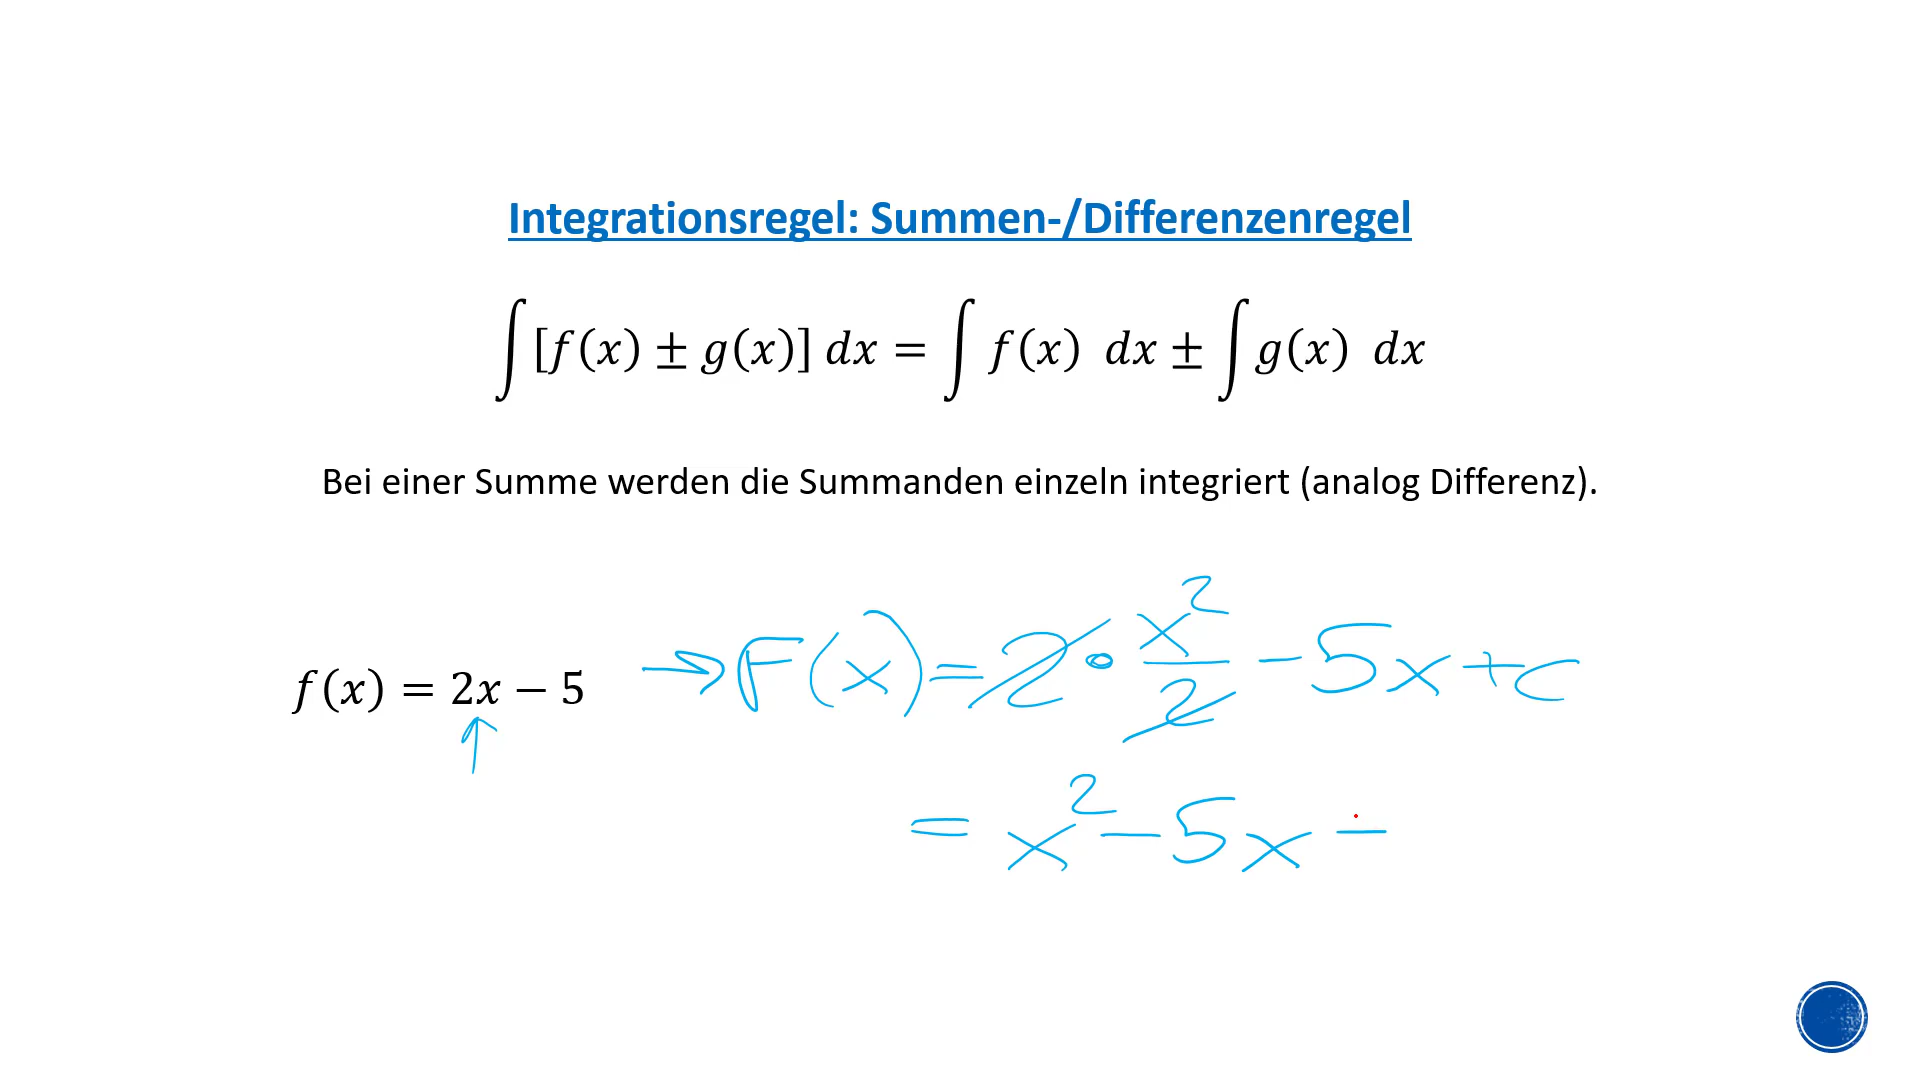 Integrationsregel: Summen-/Differenzenregel
∫[f(x) ± g(x)] dx = ∫ f(x) dx ± ∫ g(x) dx
Bei einer Summe werden die Summanden einzeln integriert (analog Differenz).
f(x) = 2x − 5 → F(x) = 2 · x²/2 − 5x + c
= x² − 5x −